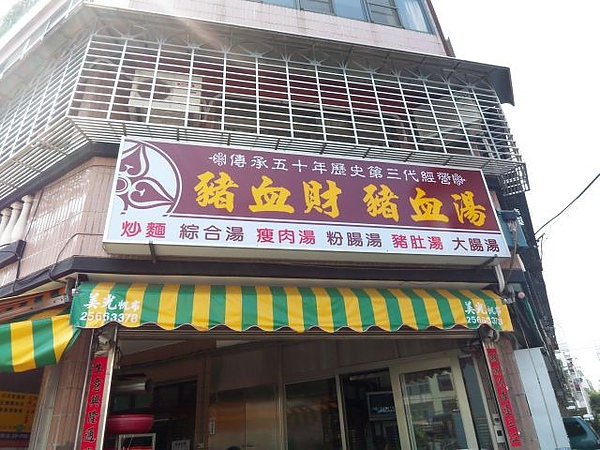 傳承五十年歷史第三代經營
豬血財 豬血湯
炒麵 綜合湯 瘦肉湯 粉腸湯 豬肚湯 大腸湯
美光帆布
25663378
美光帆布
25663378